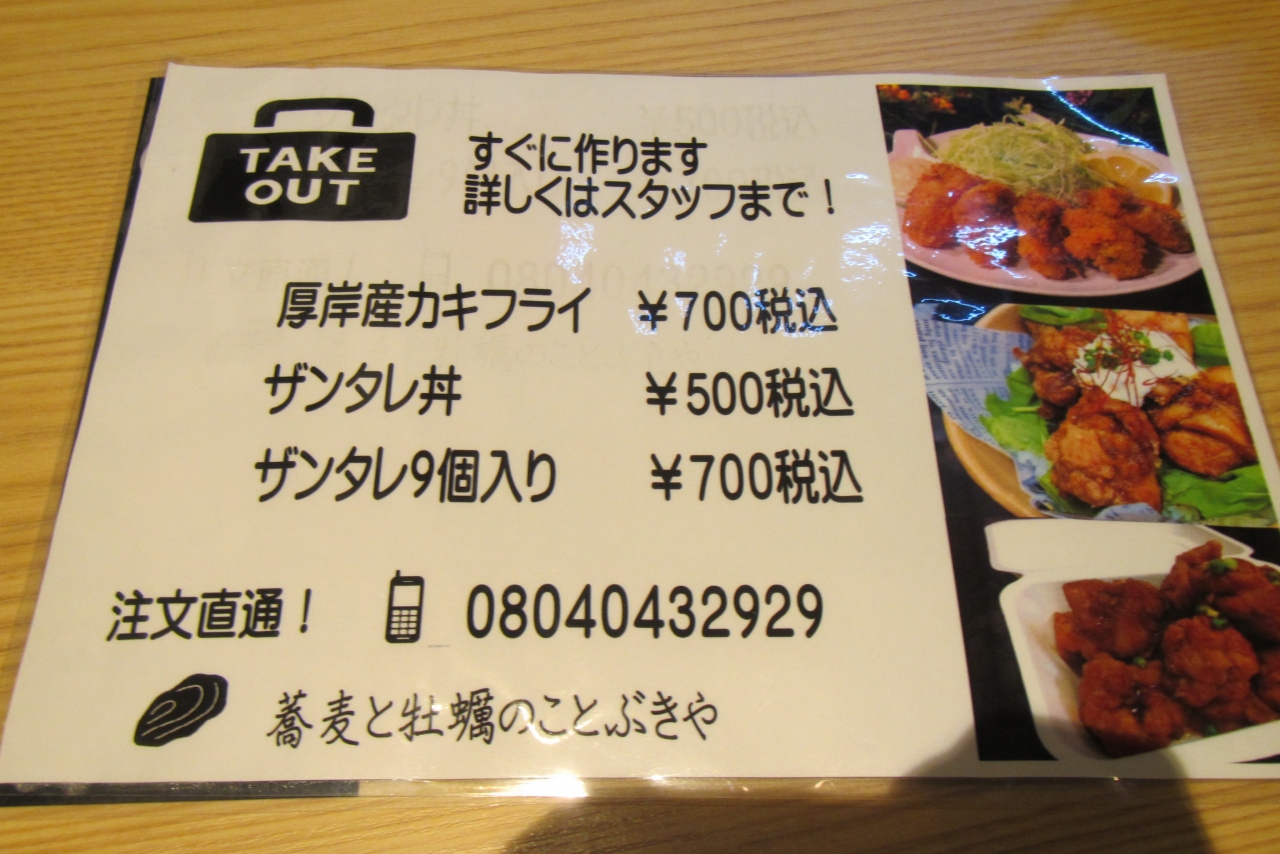 TAKE
OUT
すぐに作ります
詳しくはスタッフまで！
厚岸産カキフライ ￥700税込
ザンタレ丼 ￥500税込
ザンタレ9個入り ￥700税込
注文直通！ 08040432929
蕎麦と牡蠣のことぶきや